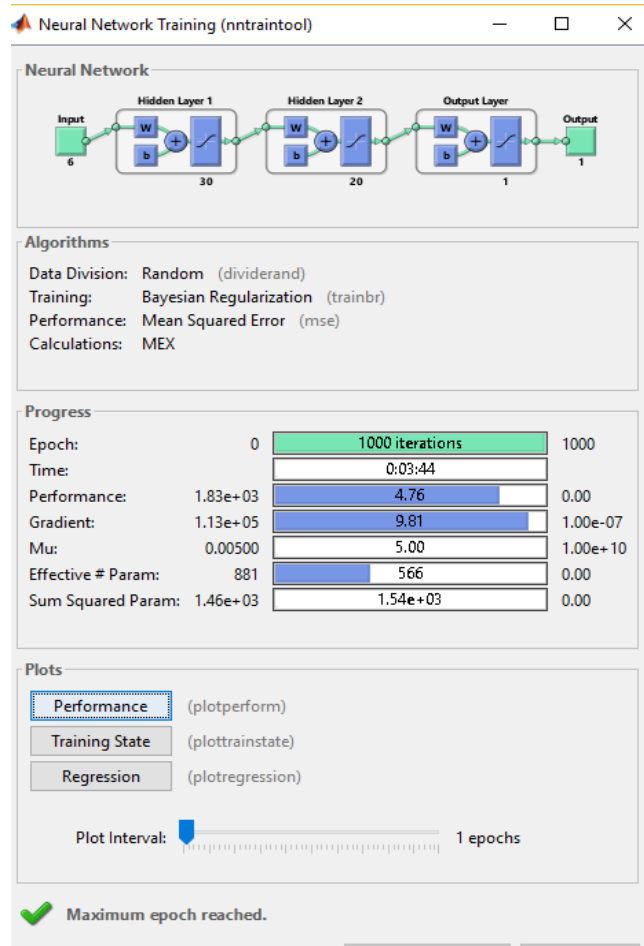 Neural Network Training (nntraintool)
Neural Network
Hidden Layer 1 Hidden Layer 2 Output Layer
Input Output
W W W
+ + +
b b b
6 30 20 1 1
Algorithms
Data Division: Random (dividerand)
Training: Bayesian Regularization (trainbr)
Performance: Mean Squared Error (mse)
Calculations: MEX
Progress
Epoch: 0 1000 iterations 1000
Time: 0:03:44
Performance: 1.83e+03 4.76 0.00
Gradient: 1.13e+05 9.81 1.00e-07
Mu: 0.00500 5.00 1.00e+10
Effective # Param: 881 566 0.00
Sum Squared Param: 1.46e+03 1.54e+03 0.00
Plots
Performance (plotperform)
Training State (plottrainstate)
Regression (plotregression)
Plot Interval: 1 epochs
Maximum epoch reached.